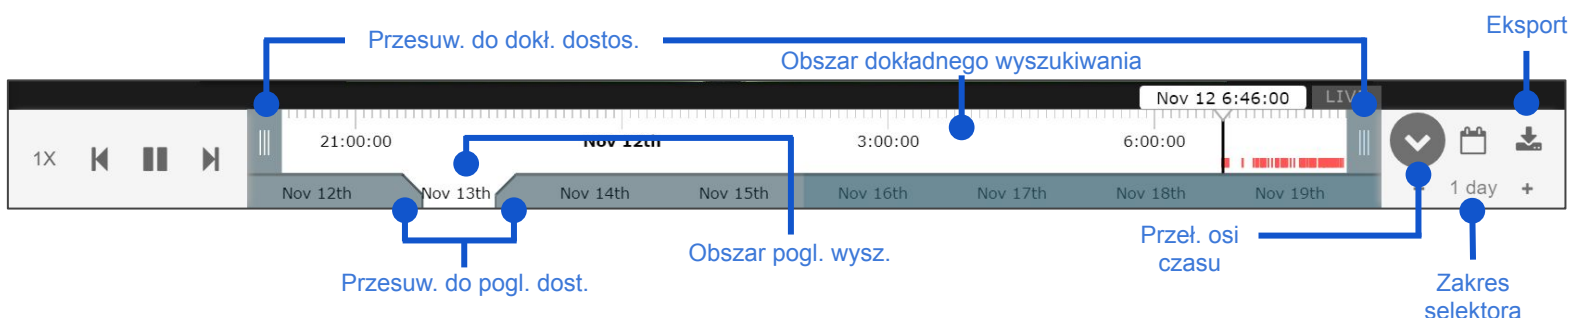 Eksport
Przesuw. do dokł. dostos.
Obszar dokładnego wyszukiwania
Nov 12 6:46:00
LIVE
21:00:00
Nov 12th
3:00:00
6:00:00
1X
Nov 12th
Nov 13th
Nov 14th
Nov 15th
Nov 16th
Nov 17th
Nov 18th
Nov 19th
- 1 day +
Przeł. osi
czasu
Obszar pogl. wysz.
Przesuw. do pogl. dost.
Zakres
selektora